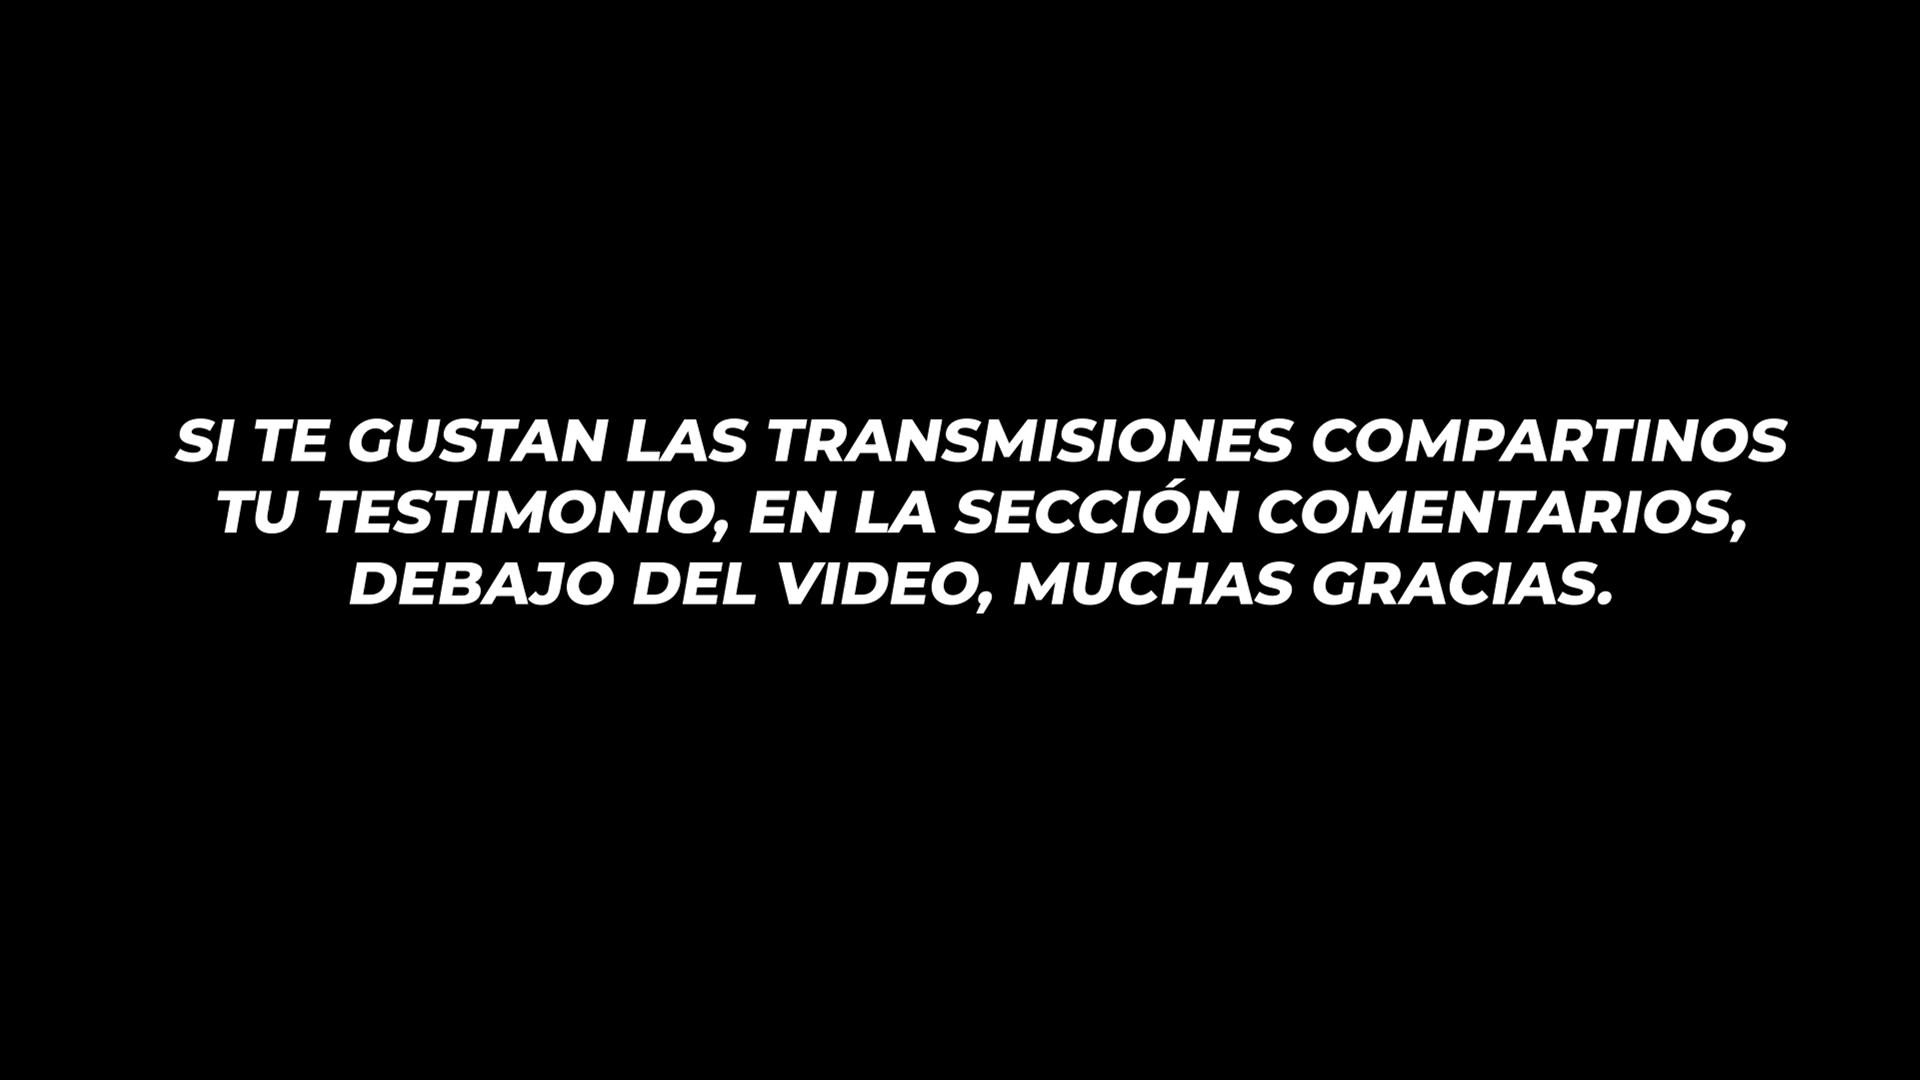 SI TE GUSTAN LAS TRANSMISIONES COMPARTINOS
TU TESTIMONIO, EN LA SECCIÓN COMENTARIOS,
DEBAJO DEL VIDEO, MUCHAS GRACIAS.